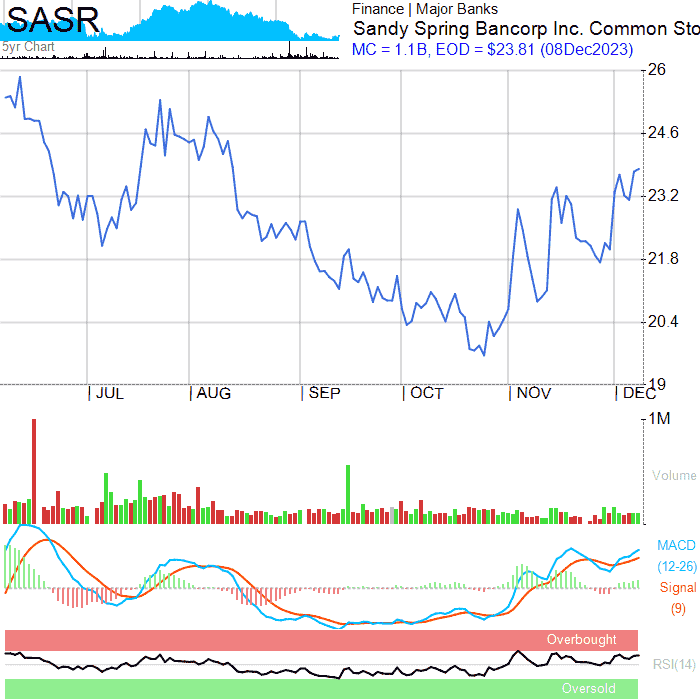 SASR
5yr Chart
Finance | Major Banks
Sandy Spring Bancorp Inc. Common Sto
MC = 1.1B, EOD = $23.81 (08Dec2023)
26
24.6
23.2
21.8
20.4
19
JUL AUG SEP OCT NOV DEC
1M
Volume
MACD
(12-26)
Signal
(9)
Overbought
RSI(14)
Oversold